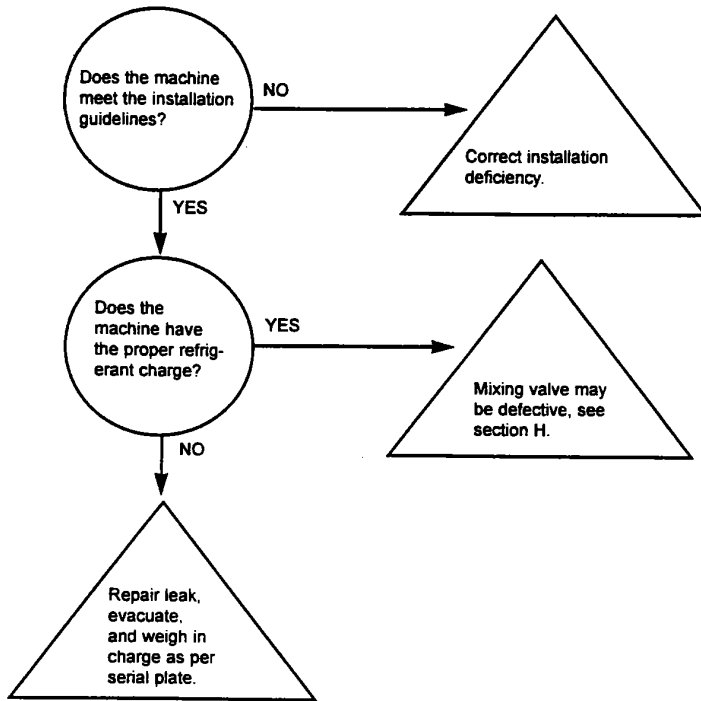 Does the machine
meet the installation
guidelines?
NO
Correct installation
deficiency.
YES
Does the
machine have
the proper refrig-
erant charge?
YES
Mixing valve may
be defective, see
section H.
NO
Repair leak,
evacuate,
and weigh in
charge as per
serial plate.